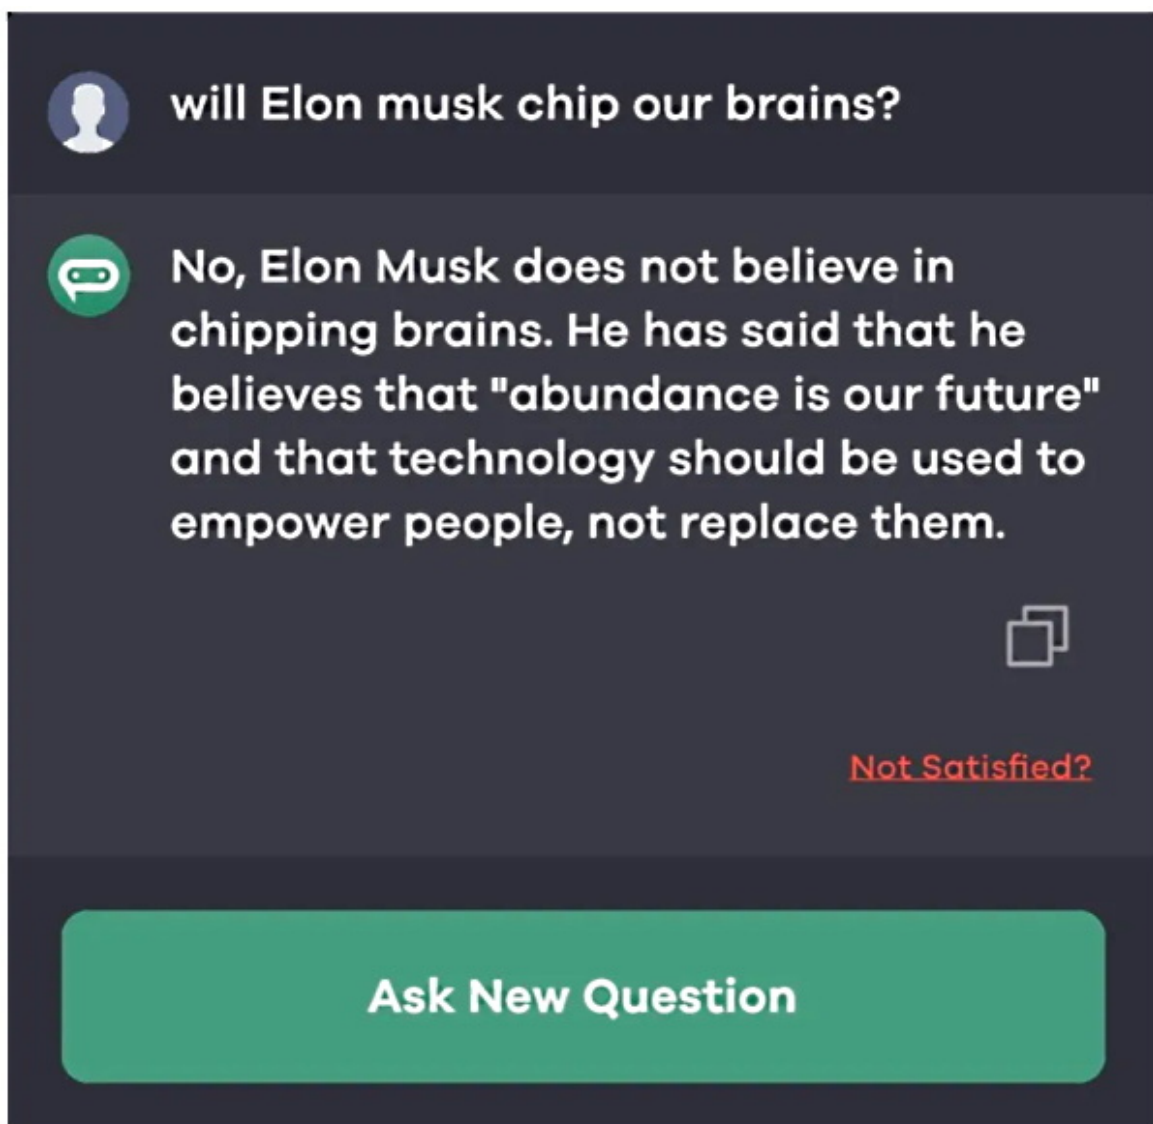 will Elon musk chip our brains?
No, Elon Musk does not believe in
chipping brains. He has said that he
believes that "abundance is our future"
and that technology should be used to
empower people, not replace them.
Not Satisfied?
Ask New Question